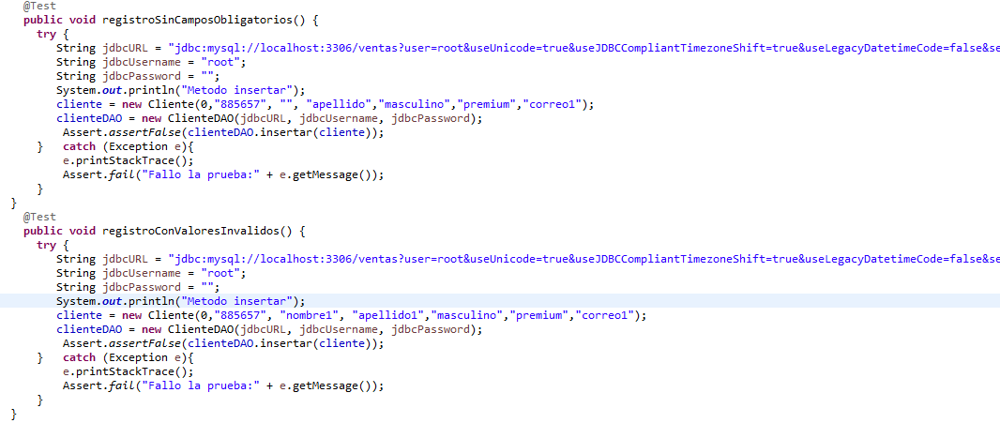 @Test
public void registroSinCamposObligatorios() {
try {
String jdbcURL = "jdbc:mysql://localhost:3306/ventas?user=root&useUnicode=true&useJDBCCompliantTimezoneShift=true&useLegacyDatetimeCode=false&se
String jdbcUsername = "root";
String jdbcPassword = "";
System.out.println("Metodo insertar");
cliente = new Cliente(0,"885657", "", "apellido","masculino","premium","correo1");
clienteDAO = new ClienteDAO(jdbcURL, jdbcUsername, jdbcPassword);
Assert.assertFalse(clienteDAO.insertar(cliente));
} catch (Exception e){
e.printStackTrace();
Assert.fail("Fallo la prueba:" + e.getMessage());
}
}
@Test
public void registroConValoresInvalidos() {
try {
String jdbcURL = "jdbc:mysql://localhost:3306/ventas?user=root&useUnicode=true&useJDBCCompliantTimezoneShift=true&useLegacyDatetimeCode=false&se
String jdbcUsername = "root";
String jdbcPassword = "";
System.out.println("Metodo insertar");
cliente = new Cliente(0,"885657", "nombre1", "apellido1","masculino","premium","correo1");
clienteDAO = new ClienteDAO(jdbcURL, jdbcUsername, jdbcPassword);
Assert.assertFalse(clienteDAO.insertar(cliente));
} catch (Exception e){
e.printStackTrace();
Assert.fail("Fallo la prueba:" + e.getMessage());
}
}